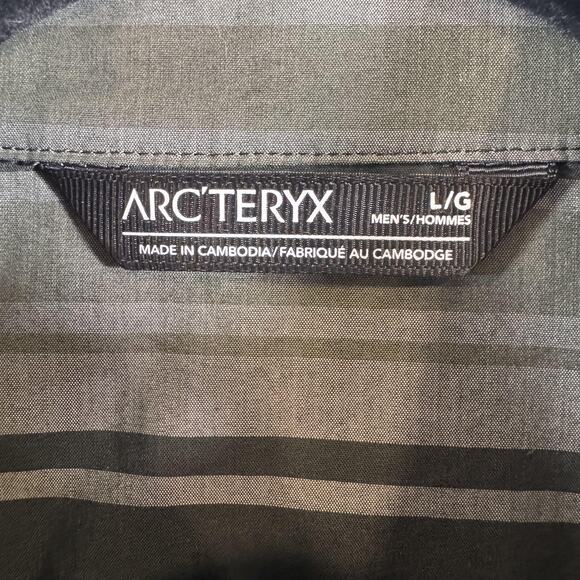 ARC'TERYX
L/G
MEN'S/HOMMES
MADE IN CAMBODIA/FABRIQUÉ AU CAMBODGE